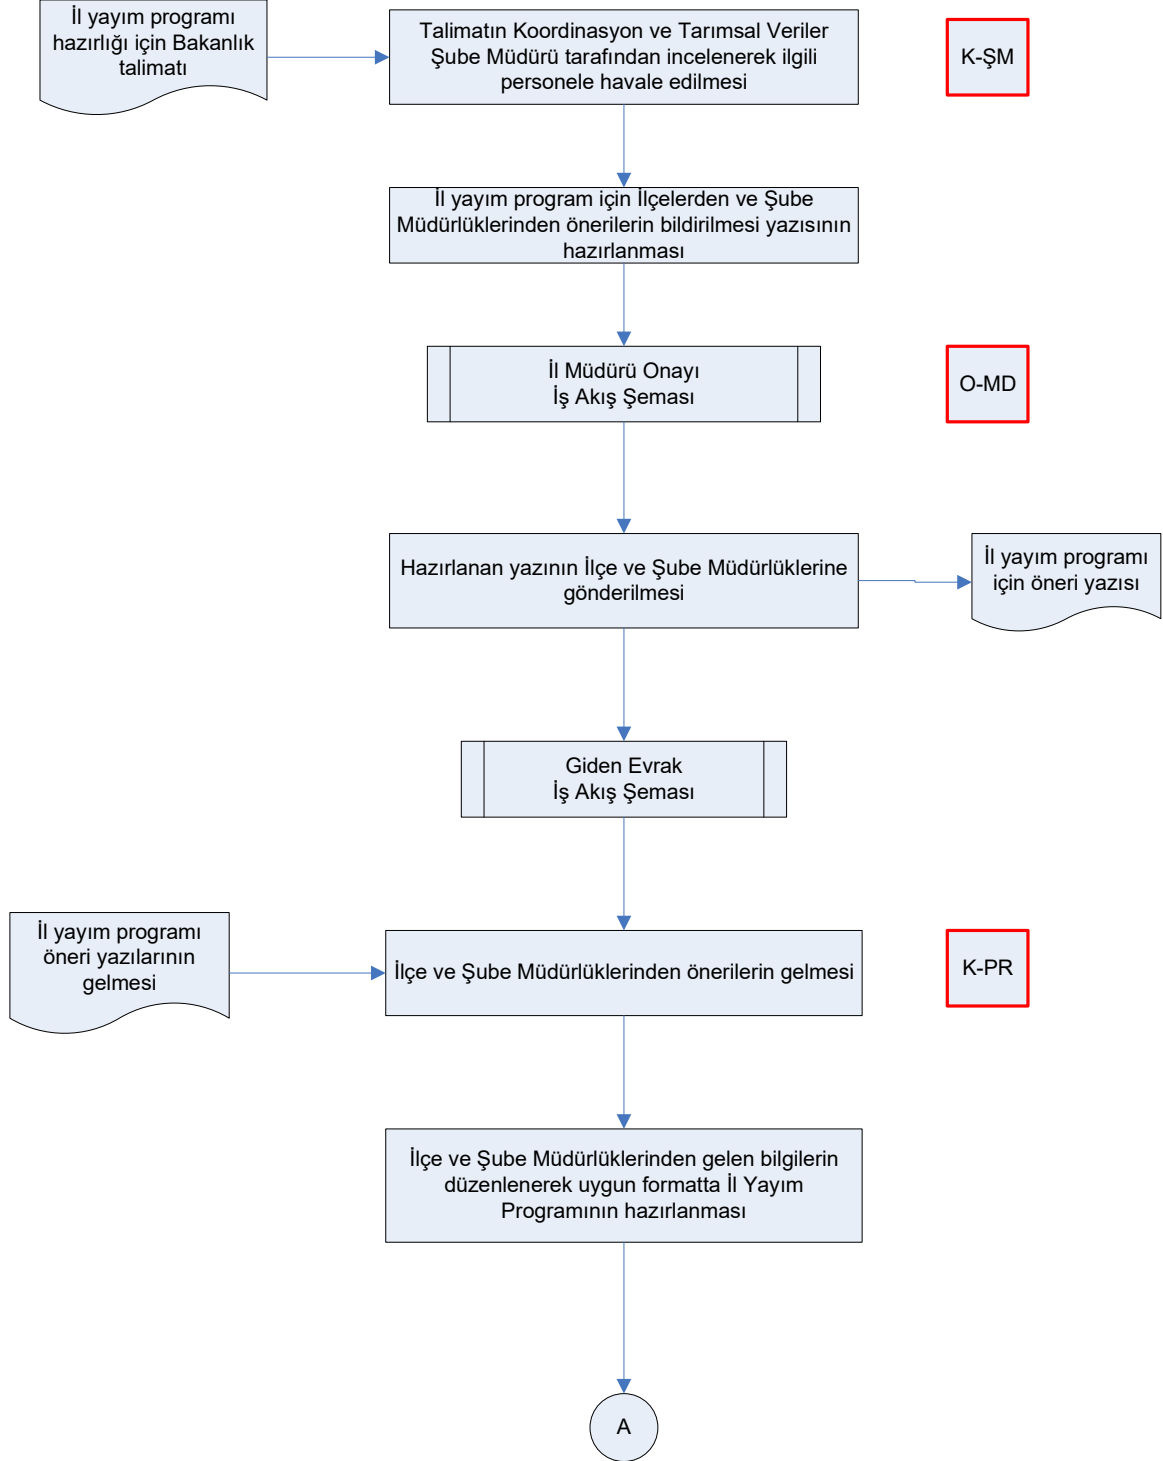 İl yayım programı
hazırlığı için Bakanlık
talimatı
Talimatın Koordinasyon ve Tarımsal Veriler
Şube Müdürü tarafından incelenerek ilgili
personele havale edilmesi
K-ŞM
İl yayım program için İlçelerden ve Şube
Müdürlüklerinden önerilerin bildirilmesi yazısının
hazırlanması
İl Müdürü Onayı
İş Akış Şeması
O-MD
Hazırlanan yazının İlçe ve Şube Müdürlüklerine
gönderilmesi
İl yayım programı
için öneri yazısı
Giden Evrak
İş Akış Şeması
İl yayım programı
öneri yazılarının
gelmesi
İlçe ve Şube Müdürlüklerinden önerilerin gelmesi
K-PR
İlçe ve Şube Müdürlüklerinden gelen bilgilerin
düzenlenerek uygun formatta İl Yayım
Programının hazırlanması
A